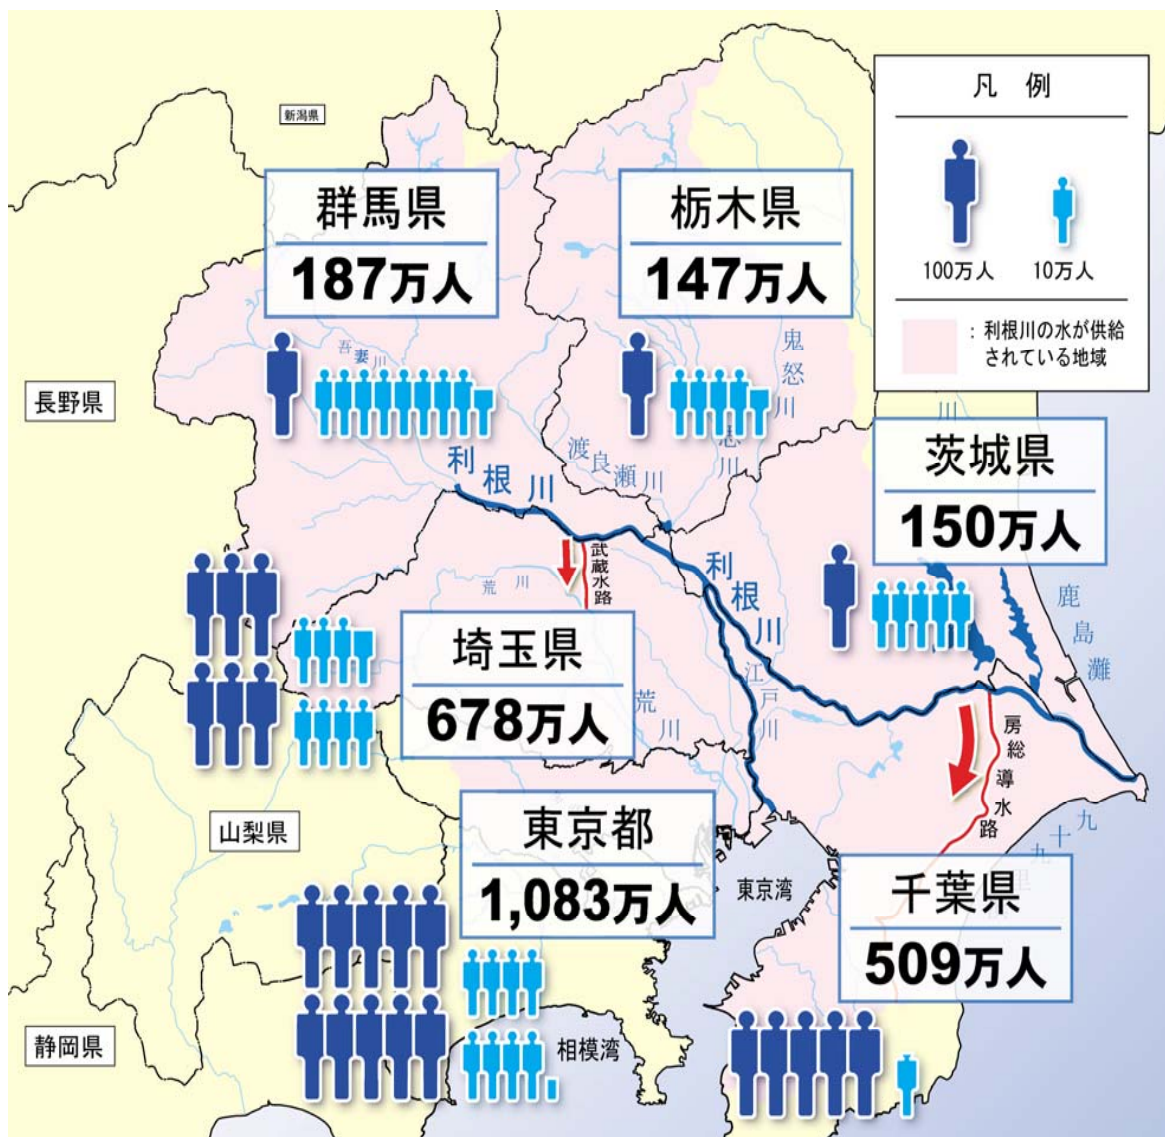 新潟県
凡 例
100万人
10万人
：利根川の水が供給
されている地域
群馬県
187万人
栃木県
147万人
吾妻川
鬼怒川
長野県
渡良瀬川
川
茨城県
150万人
利根川
武蔵水路
荒川
利根川
鹿島灘
埼玉県
678万人
荒川
江戸川
房総導水路
山梨県
東京都
1,083万人
東京湾
九十九里
千葉県
509万人
静岡県
相模湾